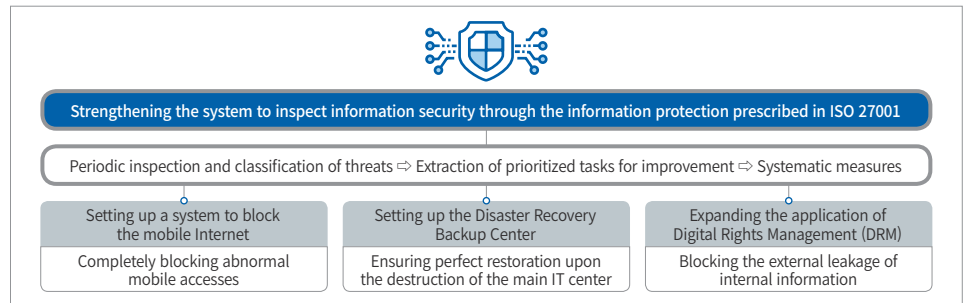 Strengthening the system to inspect information security through the information protection prescribed in ISO 27001
Periodic inspection and classification of threats ⇨ Extraction of prioritized tasks for improvement ⇨ Systematic measures
Setting up a system to block
the mobile Internet
Completely blocking abnormal
mobile accesses
Setting up the Disaster Recovery
Backup Center
Ensuring perfect restoration upon
the destruction of the main IT center
Expanding the application of
Digital Rights Management (DRM)
Blocking the external leakage of
internal information